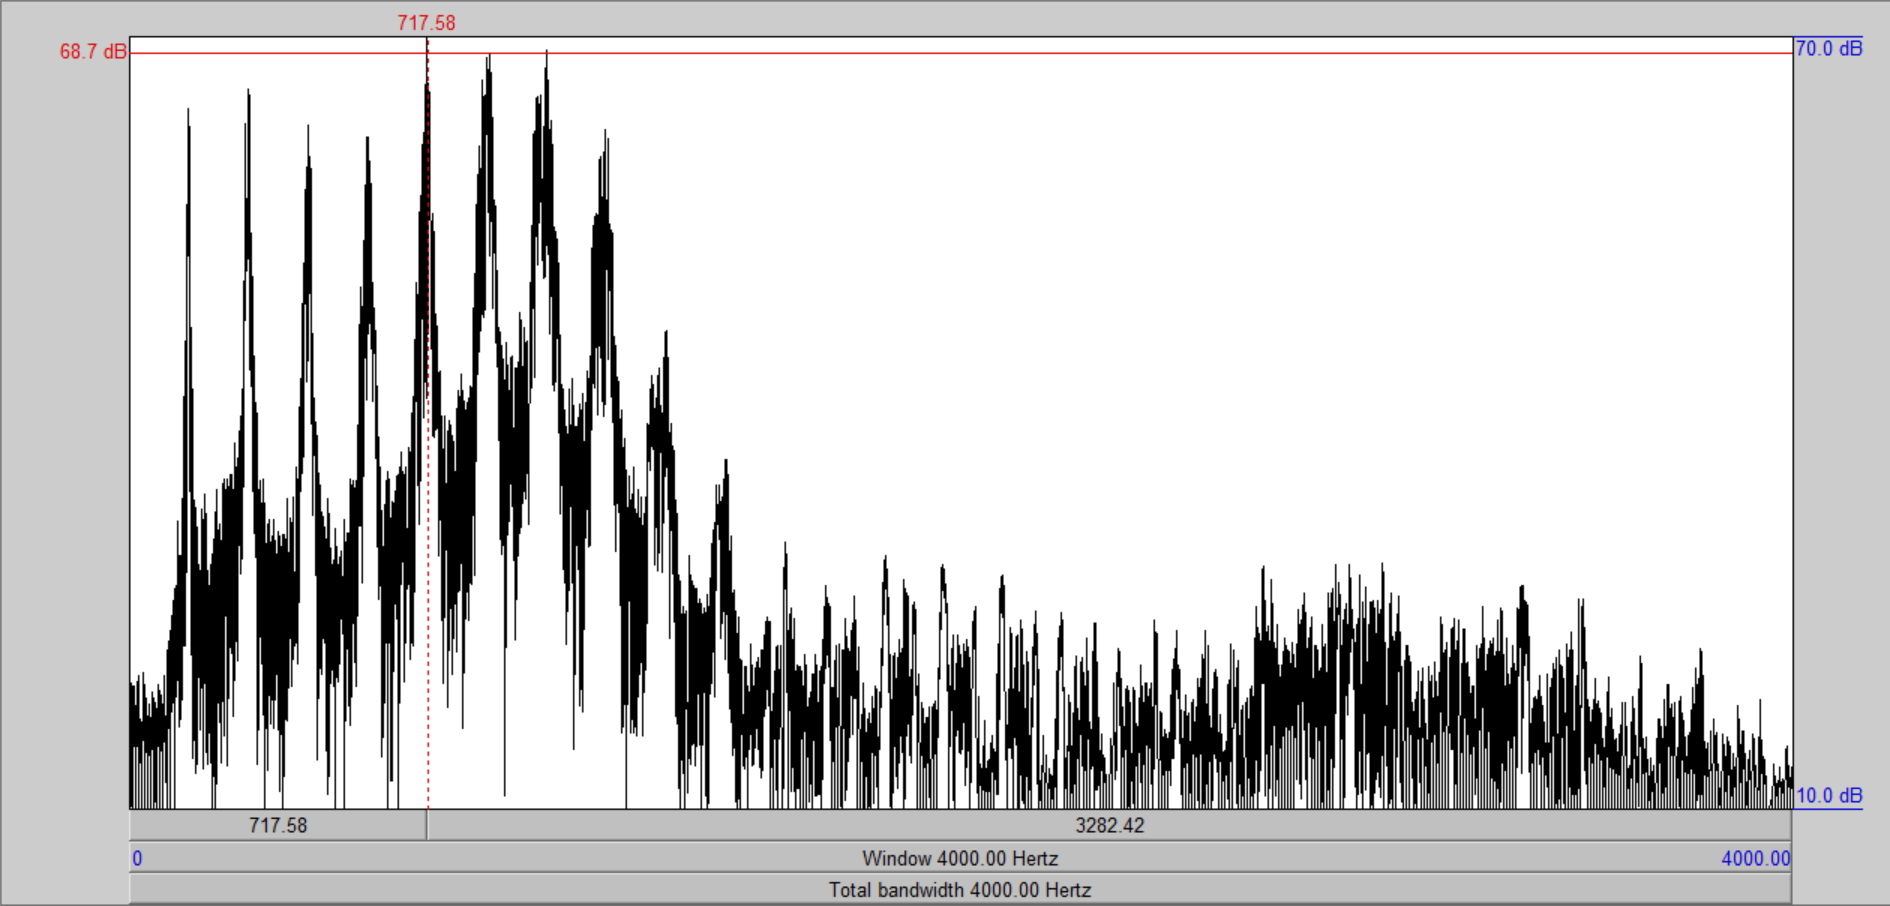 717.58
68.7 dB
70.0 dB
10.0 dB
717.58 3282.42
0 Window 4000.00 Hertz 4000.00
Total bandwidth 4000.00 Hertz